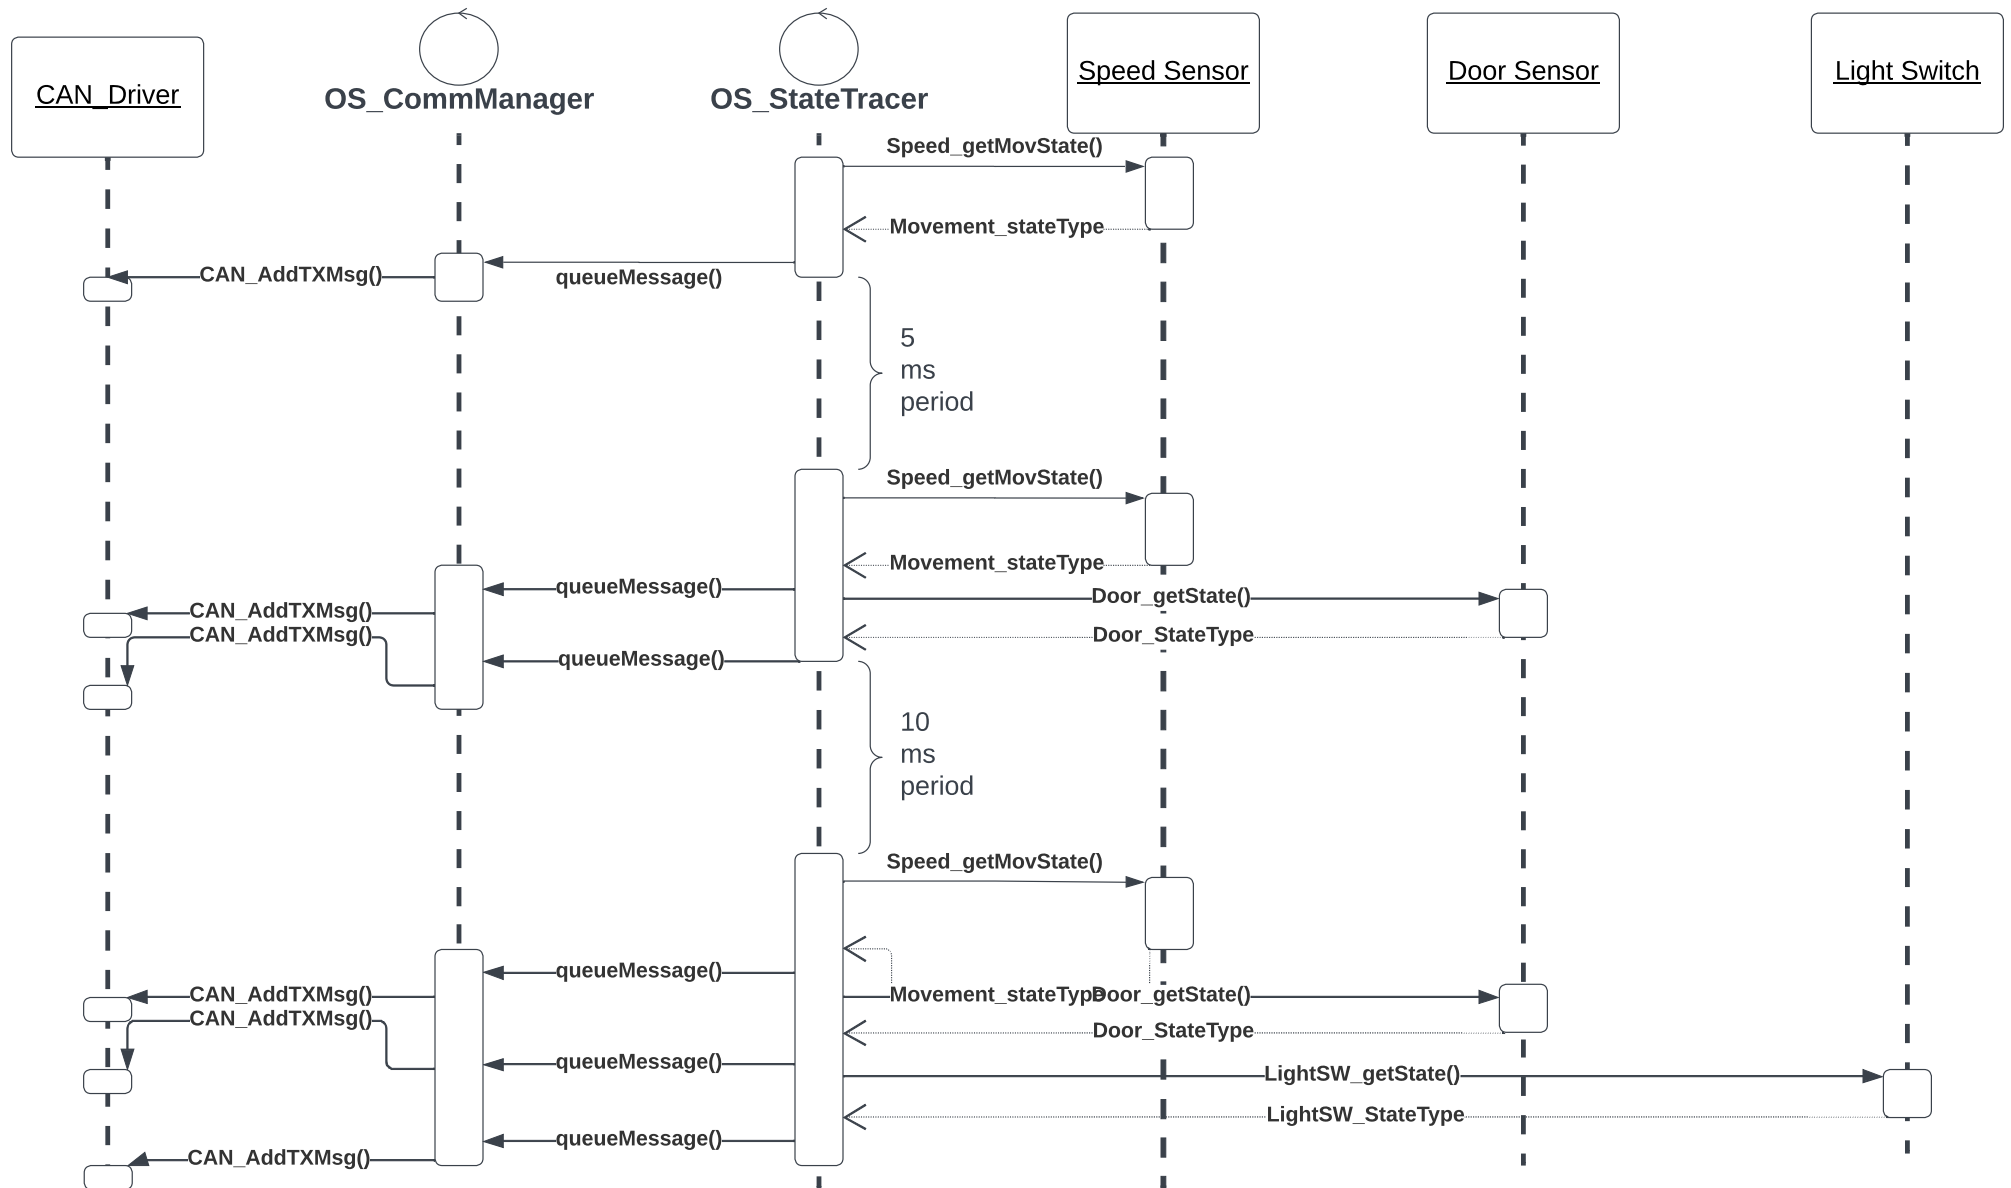 CAN_Driver
OS_CommManager
OS_StateTracer
Speed Sensor
Door Sensor
Light Switch
Speed_getMovState()
Movement_stateType
CAN_AddTXMsg()
queueMessage()
5
ms
period
Speed_getMovState()
Movement_stateType
queueMessage()
Door_getState()
CAN_AddTXMsg()
CAN_AddTXMsg()
Door_StateType
queueMessage()
10
ms
period
Speed_getMovState()
queueMessage()
CAN_AddTXMsg()
Movement_stateType
Door_getState()
CAN_AddTXMsg()
Door_StateType
queueMessage()
LightSW_getState()
LightSW_StateType
queueMessage()
CAN_AddTXMsg()